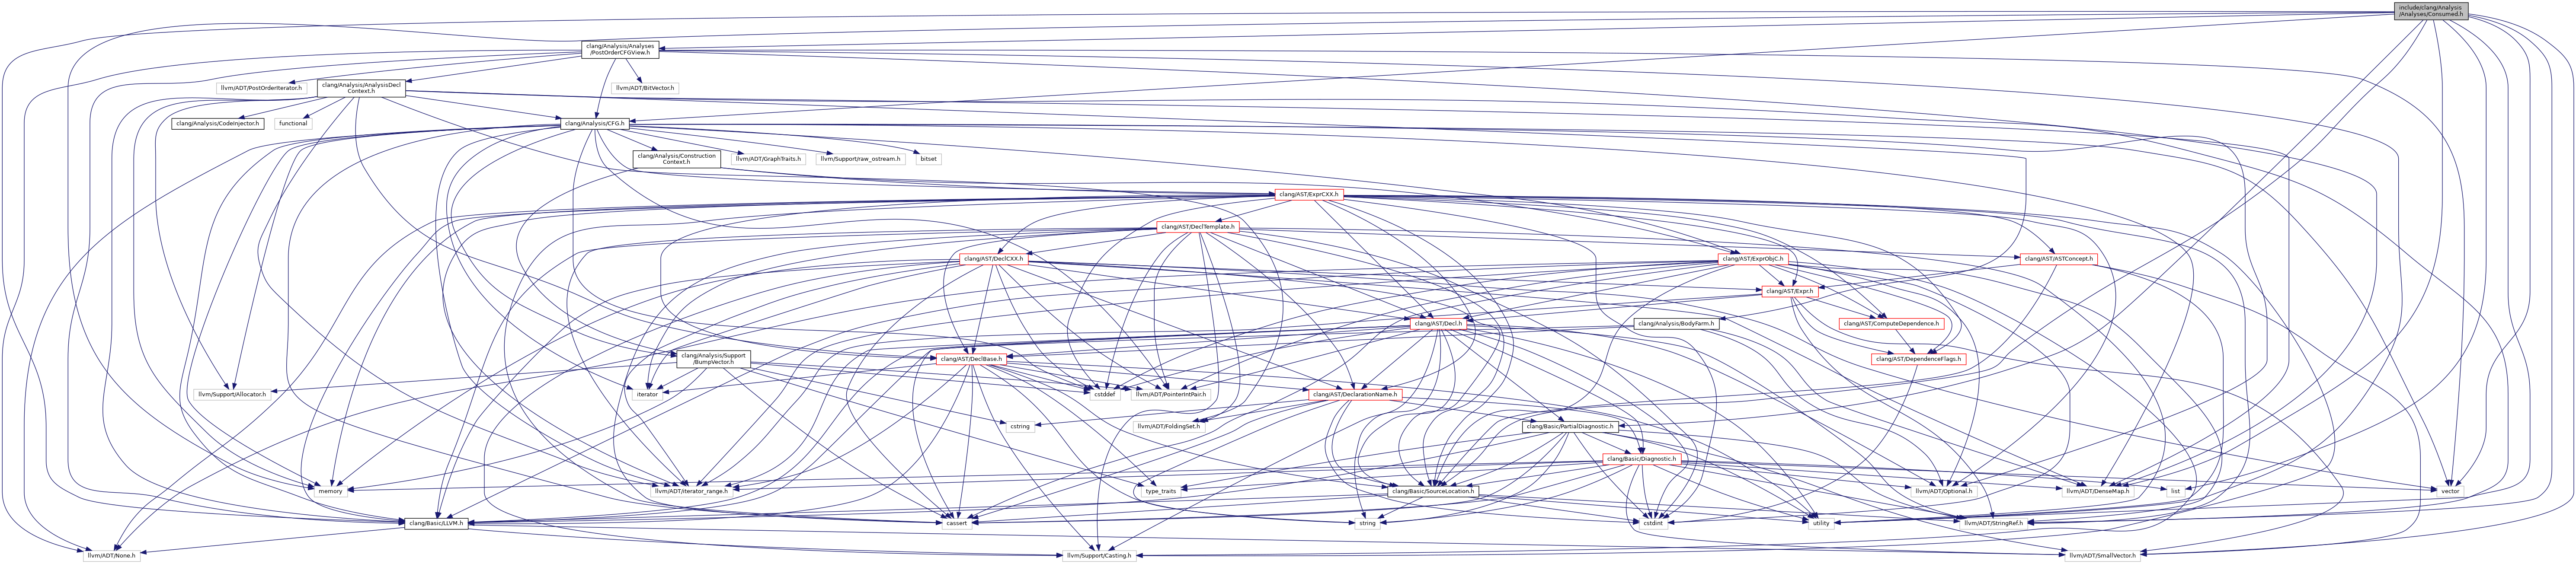 include/clang/Analysis
/Analyses/Consumed.h
clang/Analysis/Analyses
/PostOrderCFGView.h
llvm/ADT/PostOrderIterator.h
clang/Analysis/AnalysisDecl
Context.h
llvm/ADT/BitVector.h
clang/Analysis/CodeInjector.h
functional
clang/Analysis/CFG.h
clang/Analysis/Construction
Context.h
llvm/ADT/GraphTraits.h
llvm/Support/raw_ostream.h
bitset
clang/AST/ExprCXX.h
clang/AST/DeclTemplate.h
clang/AST/DeclCXX.h
clang/AST/ExprObjC.h
clang/AST/ASTConcept.h
clang/AST/Expr.h
clang/AST/Decl.h
clang/Analysis/BodyFarm.h
clang/AST/ComputeDependence.h
clang/Analysis/Support
/BumpVector.h
clang/AST/DeclBase.h
clang/AST/DependenceFlags.h
llvm/Support/Allocator.h
iterator
cstddef
llvm/ADT/PointerIntPair.h
clang/AST/DeclarationName.h
cstring
llvm/ADT/FoldingSet.h
clang/Basic/PartialDiagnostic.h
clang/Basic/Diagnostic.h
memory
llvm/ADT/iterator_range.h
type_traits
clang/Basic/SourceLocation.h
llvm/ADT/Optional.h
llvm/ADT/DenseMap.h
list
vector
clang/Basic/LLVM.h
cassert
string
cstdint
utility
llvm/ADT/StringRef.h
llvm/ADT/None.h
llvm/Support/Casting.h
llvm/ADT/SmallVector.h